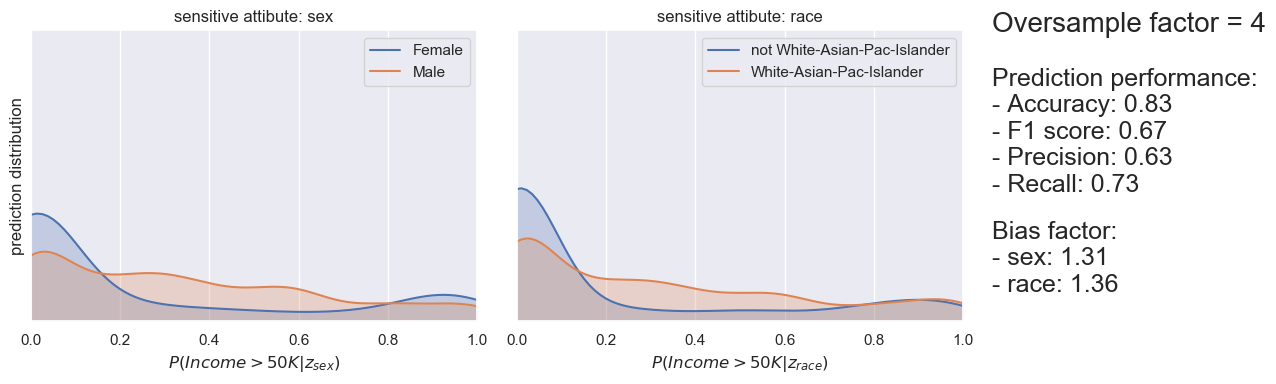 sensitive attibute: sex
Female
Male
prediction distribution
0.0 0.2 0.4 0.6 0.8 1.0
P(Income > 50K|z_sex)
sensitive attibute: race
not White-Asian-Pac-Islander
White-Asian-Pac-Islander
0.0 0.2 0.4 0.6 0.8 1.0
P(Income > 50K|z_race)
Oversample factor = 4
Prediction performance:
- Accuracy: 0.83
- F1 score: 0.67
- Precision: 0.63
- Recall: 0.73
Bias factor:
- sex: 1.31
- race: 1.36